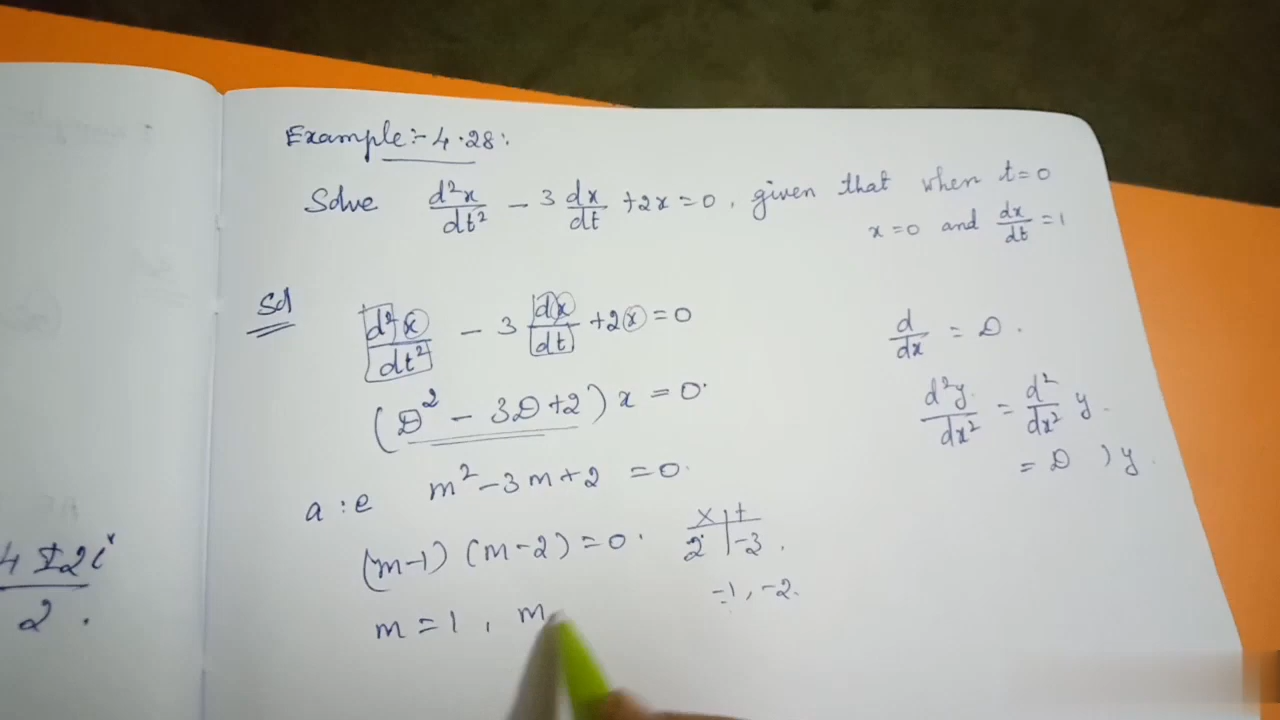 Example:- 4.28:
Solve d²x/dt² - 3 dx/dt + 2x = 0, given that when t=0
x=0 and dx/dt = 1
Sol
d²x/dt² - 3 dx/dt + 2x = 0
(D² - 3D + 2) x = 0.
a:e m² - 3m + 2 = 0.
(m-1) (m-2) = 0.
m = 1, m
× | +
2 | -3.
-1, -2.
d/dx = D.
d²y/dx² = d²/dx² y.
= D ) y.
4 ± 2i
2.